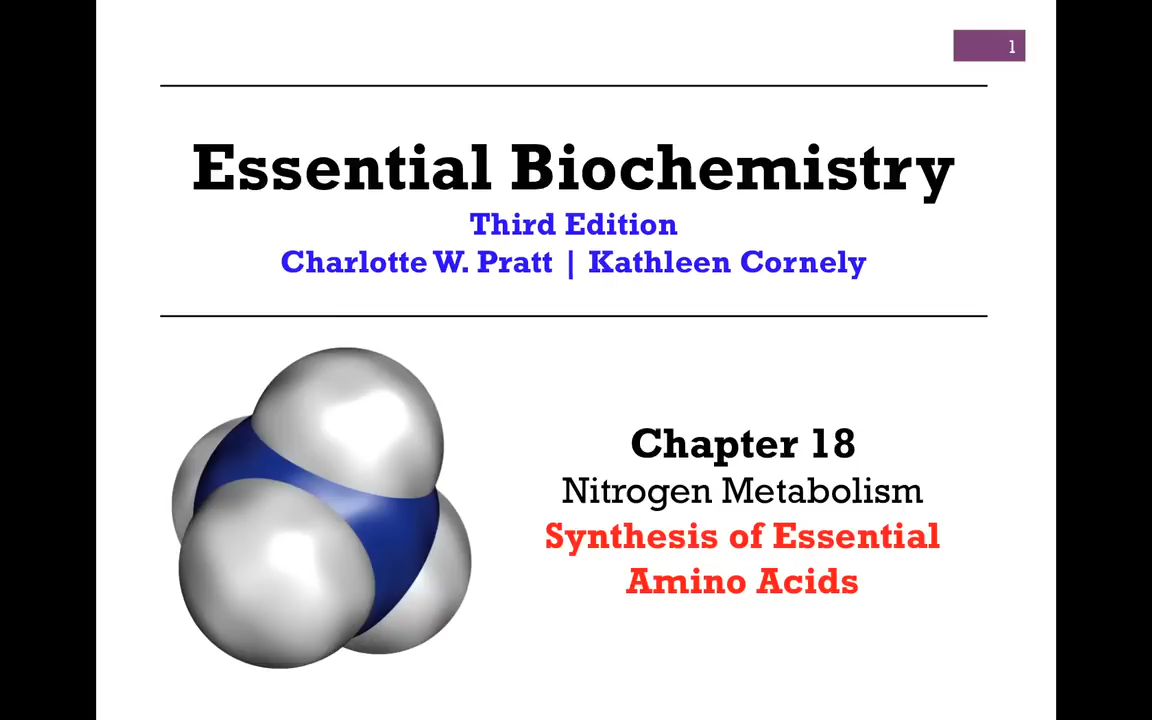 1
Essential Biochemistry
Third Edition
Charlotte W. Pratt | Kathleen Cornely
Chapter 18
Nitrogen Metabolism
Synthesis of Essential
Amino Acids